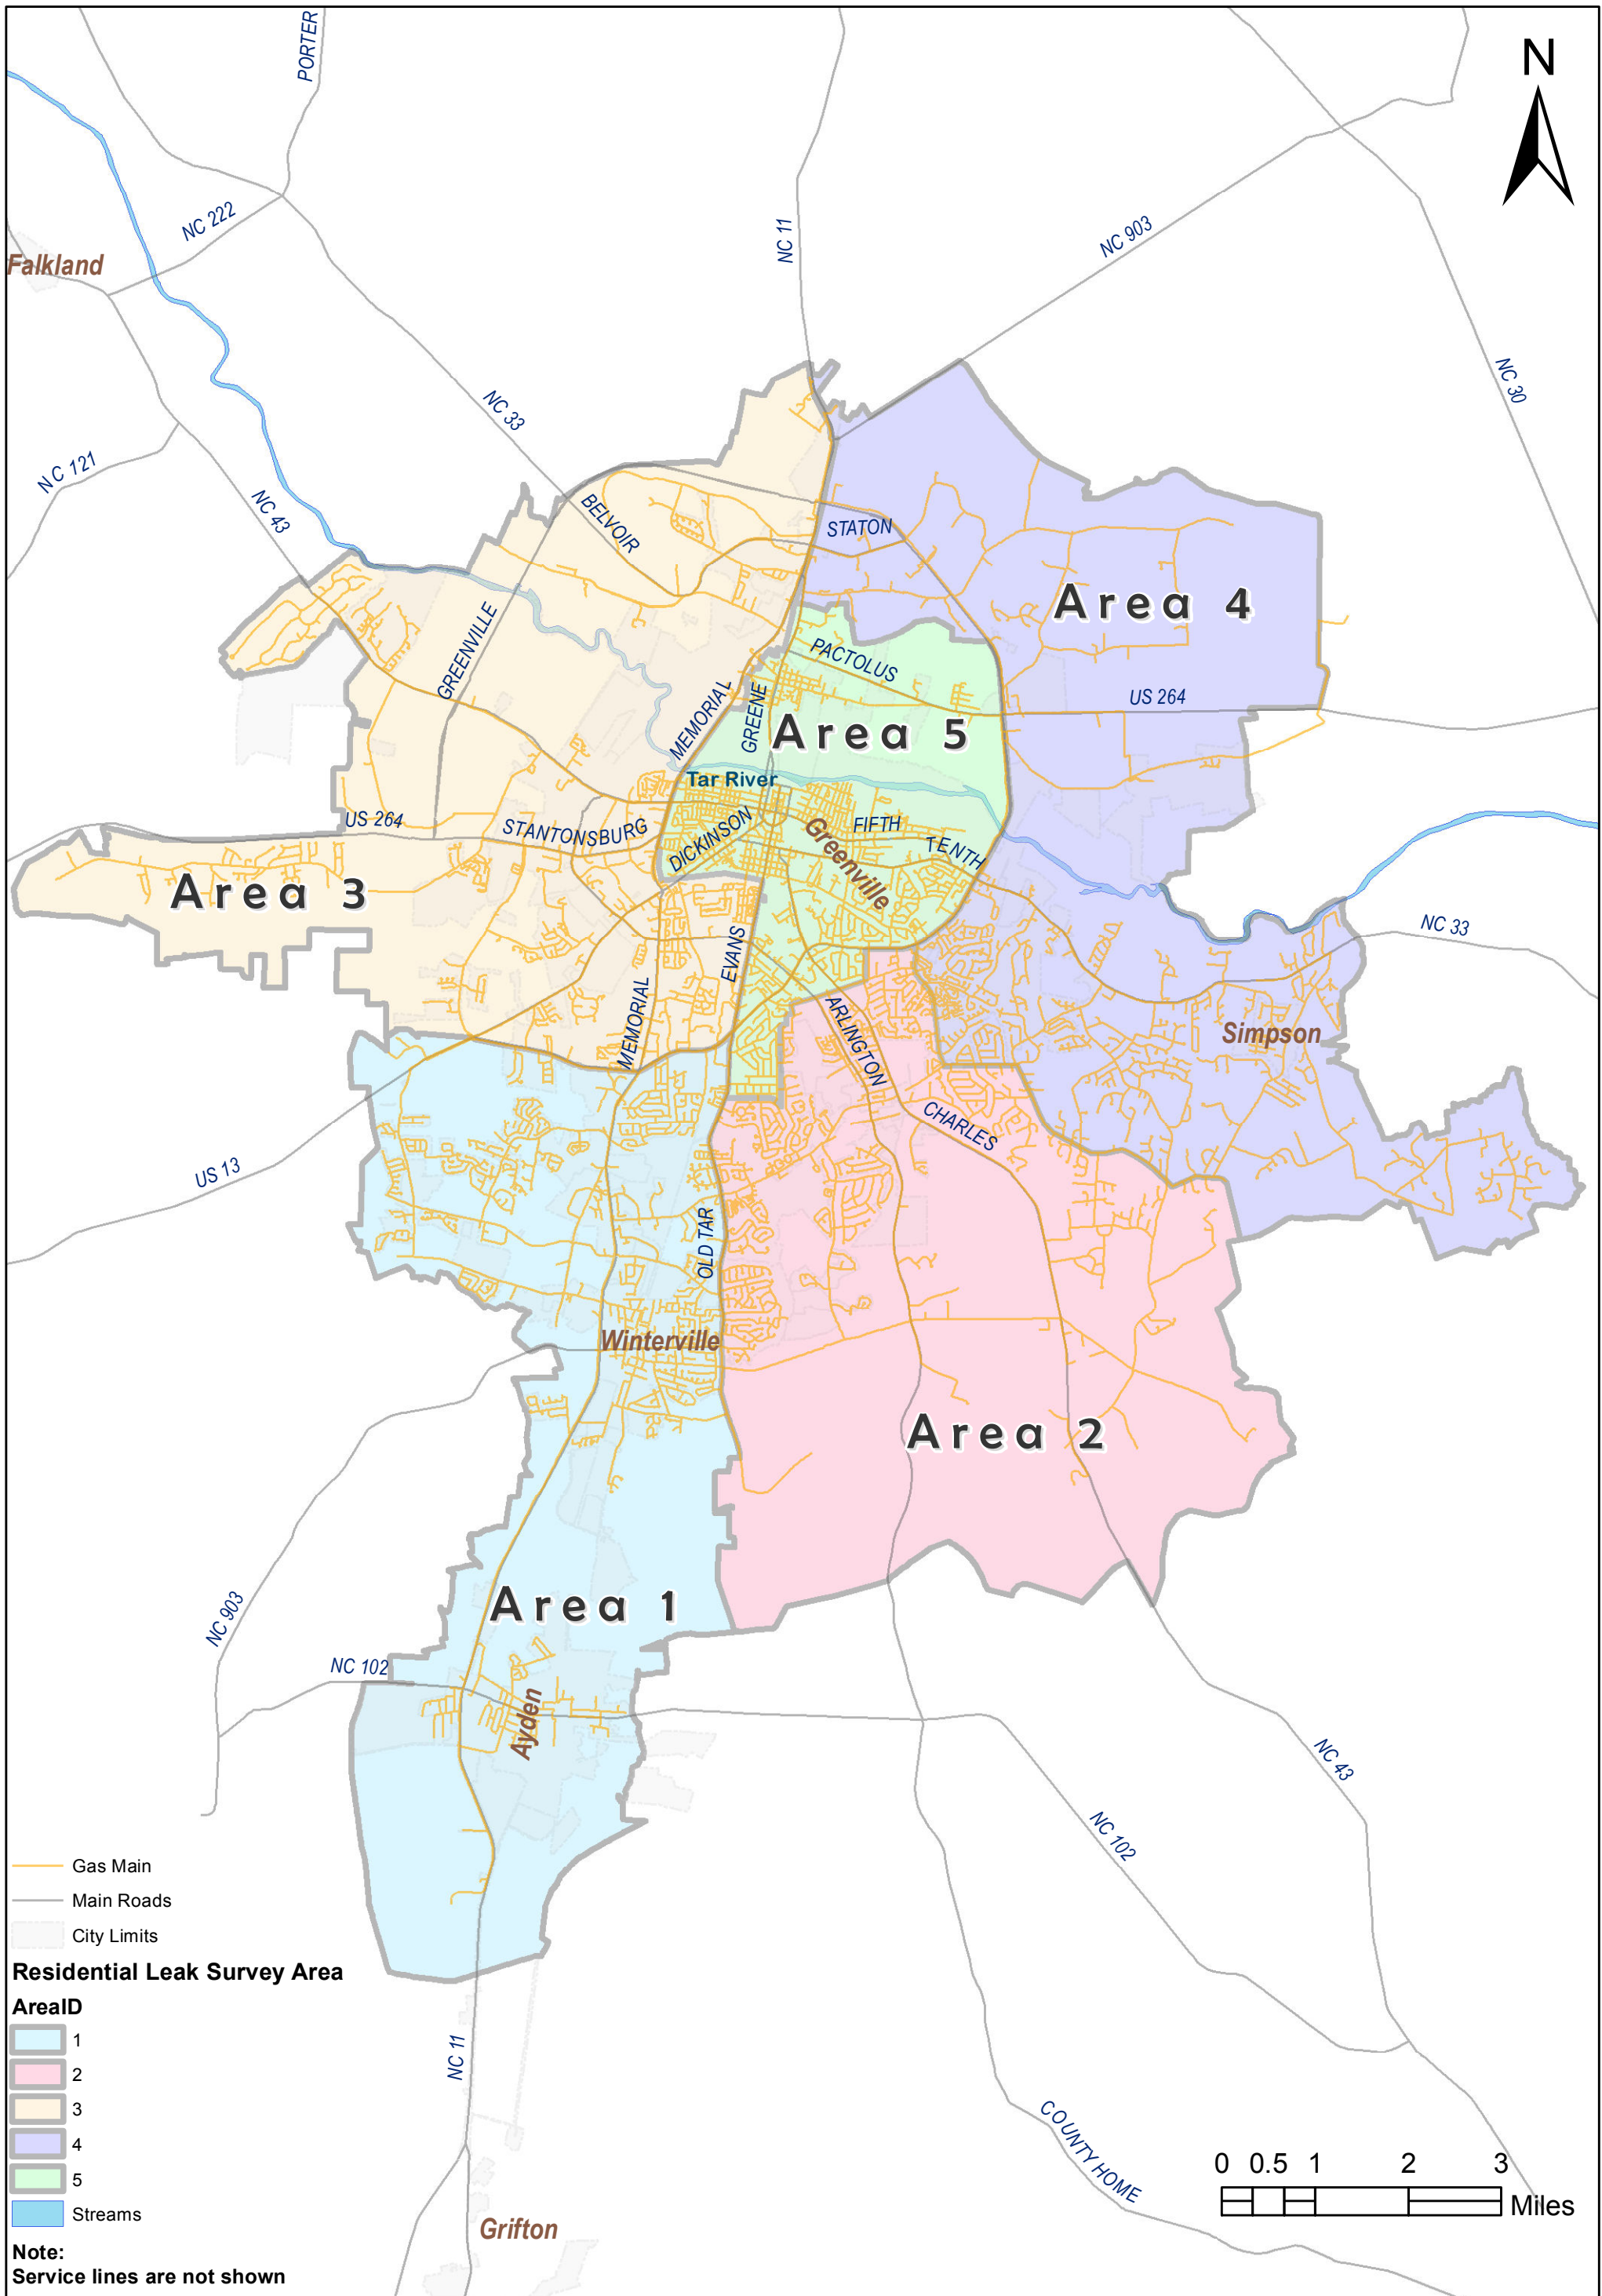 PORTER
N
NC 222
NC 11
NC 903
Falkland
NC 30
NC 33
N C 121
NC 43
BELVOIR
STATON
Area 4
GREENVILLE
PACTOLUS
MEMORIAL
GREENE
US 264
Area 5
Tar River
US 264
STANTONSBURG
DICKINSON
FIFTH
TENTH
Greenville
Area 3
NC 33
EVANS
MEMORIAL
ARLINGTON
Simpson
CHARLES
US 13
OLD TAR
Winterville
Area 2
Area 1
NC 903
NC 102
Ayden
NC 43
NC 102
Gas Main
Main Roads
City Limits
Residential Leak Survey Area
AreaID
1
2
3
4
5
Streams
Note:
Service lines are not shown
NC 11
Grifton
COUNTY HOME
0 0.5 1 2 3
Miles